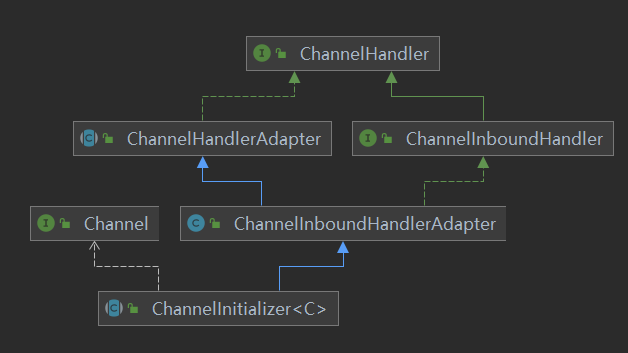 I ChannelHandler
C ChannelHandlerAdapter
I ChannelInboundHandler
I Channel
C ChannelInboundHandlerAdapter
C ChannelInitializer<C>